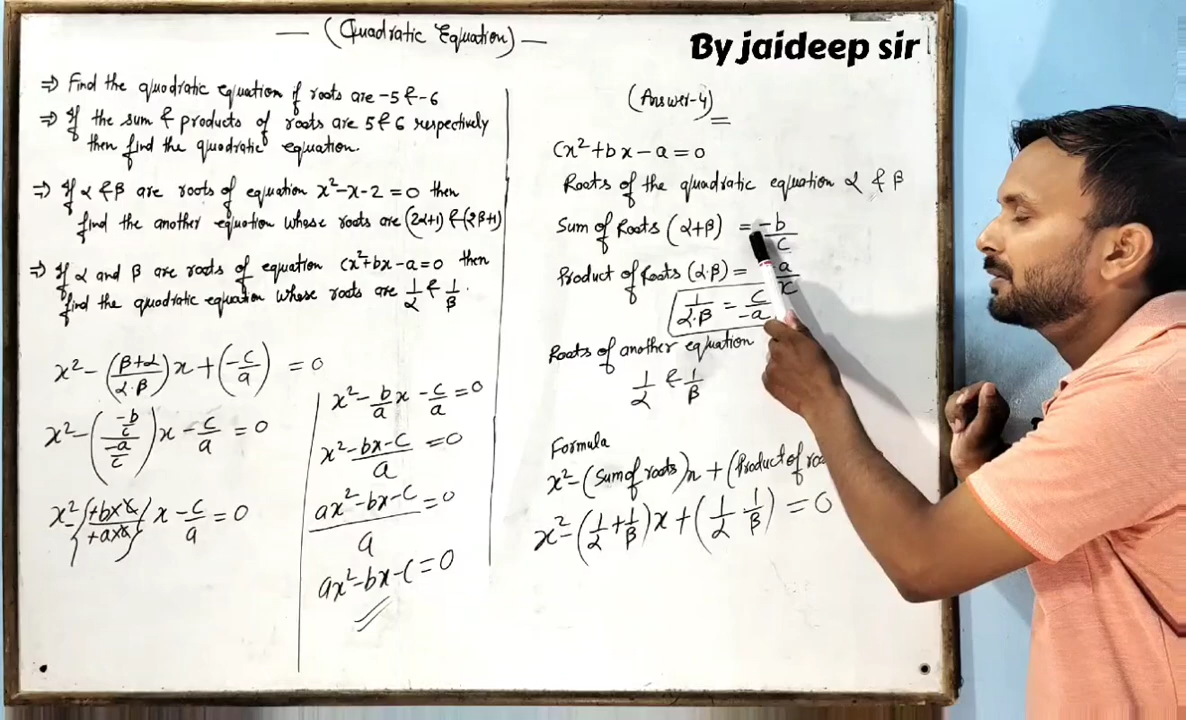 — (Quadratic Equation) —
By jaideep sir
⇒ Find the quadratic equation if roots are -5 & -6
⇒ If the sum & products of roots are 5 & 6 respectively
then find the quadratic equation.
⇒ If α & β are roots of equation x² - x - 2 = 0 then
find the another equation whose roots are (2α+1) & (2β+1)
⇒ If α and β are roots of equation Cx² + bx - a = 0 then
find the quadratic equation whose roots are 1/α & 1/β.
x² - ((β+α)/(α·β))x + (-c/a) = 0
x² - ((-b/c)/(-a/c))x - c/a = 0
x² - {(+b×c)/(+a×c)}x - c/a = 0
x² - b/a x - c/a = 0
x² - (bx - c)/a = 0
(ax² - bx - c)/a = 0
ax² - bx - c = 0
(Answer-4)
Cx² + bx - a = 0
Roots of the quadratic equation α & β
Sum of Roots (α+β) = -b/c
Product of Roots (α·β) = a/c
1/(α·β) = c/-a
Roots of another equation
1/α & 1/β
Formula
x² - (Sum of roots)x + (Product of
x² - (1/α + 1/β)x + (1/α · 1/β) = 0